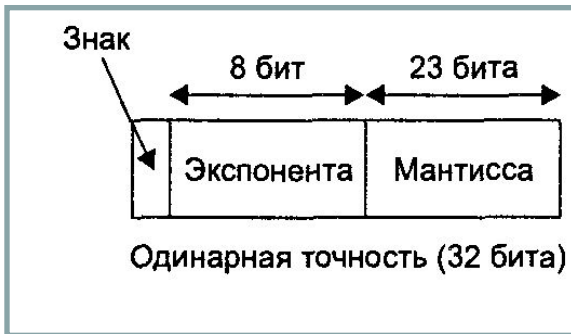 Знак
8 бит 23 бита
Экспонента Мантисса
Одинарная точность (32 бита)